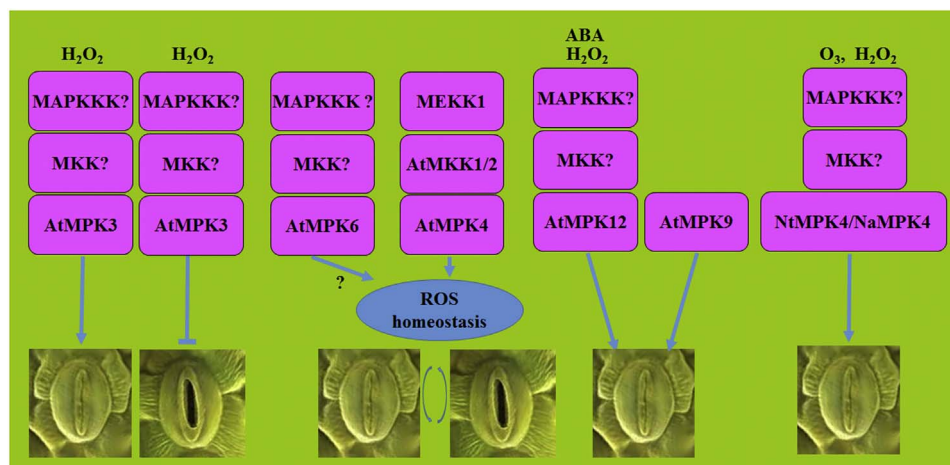 H₂O₂
H₂O₂
ABA
H₂O₂
O₃, H₂O₂
MAPKKK?
MAPKKK?
MAPKKK ?
MEKK1
MAPKKK?
MAPKKK?
MKK?
MKK?
MKK?
AtMKK1/2
MKK?
MKK?
AtMPK3
AtMPK3
AtMPK6
AtMPK4
AtMPK12
AtMPK9
NtMPK4/NaMPK4
?
ROS
homeostasis